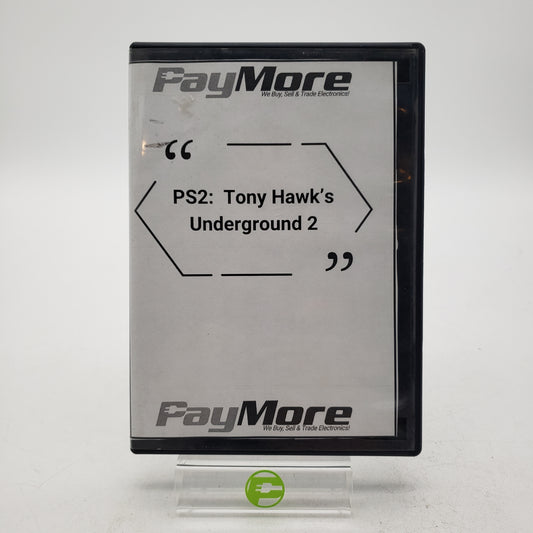 PayMore
We Buy, Sell & Trade Electronics!
“
PS2: Tony Hawk’s
Underground 2
”
PayMore
We Buy, Sell & Trade Electronics!